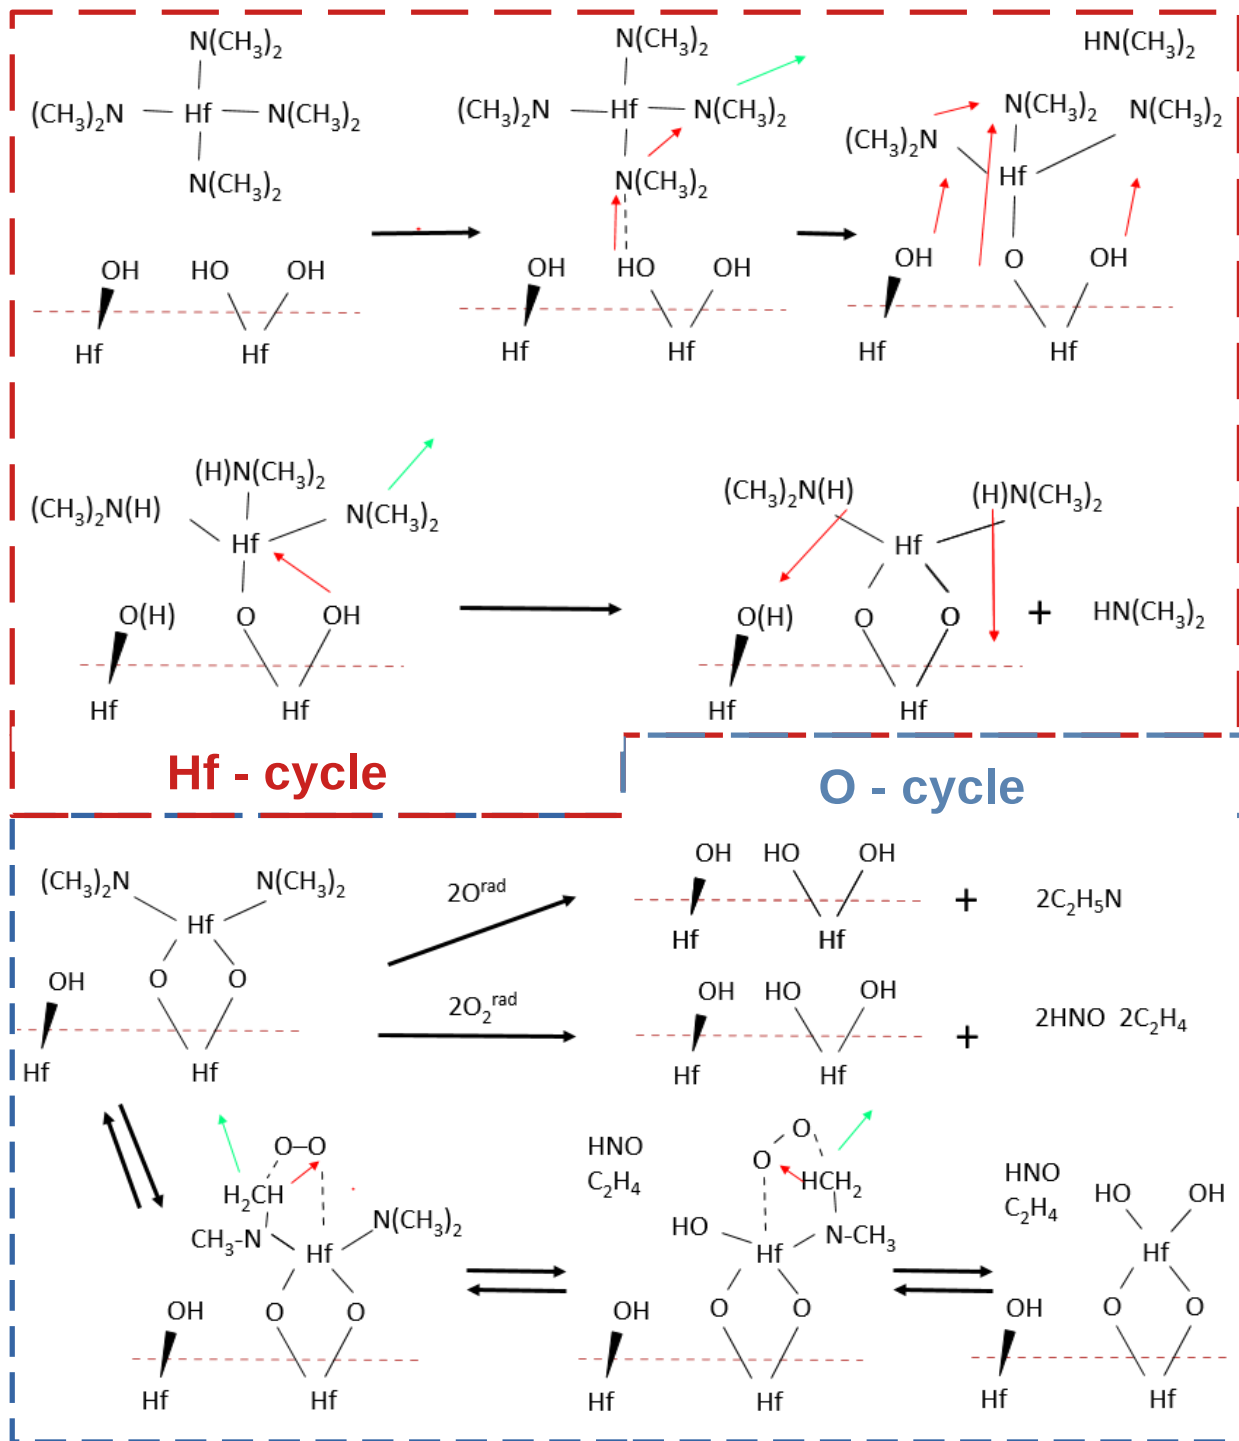 N(CH3)2
(CH3)2N Hf N(CH3)2
N(CH3)2
OH HO OH
Hf Hf
N(CH3)2
(CH3)2N Hf N(CH3)2
N(CH3)2
OH HO OH
Hf Hf
HN(CH3)2
N(CH3)2 N(CH3)2
(CH3)2N
Hf
OH O OH
Hf Hf
(H)N(CH3)2
(CH3)2N(H) N(CH3)2
Hf
O(H) O OH
Hf Hf
(CH3)2N(H) (H)N(CH3)2
Hf
O(H) O O + HN(CH3)2
Hf Hf
Hf - cycle
O - cycle
(CH3)2N N(CH3)2
Hf
OH O O
Hf Hf
2Orad
OH HO OH
Hf Hf
+ 2C2H5N
2O2rad
OH HO OH
Hf Hf
+ 2HNO 2C2H4
O–O
H2CH
CH3-N N(CH3)2
Hf
OH O O
Hf Hf
HNO
C2H4
O
O
HCH2
HO Hf N-CH3
OH O O
Hf Hf
HNO
C2H4
HO OH
Hf
OH O O
Hf Hf